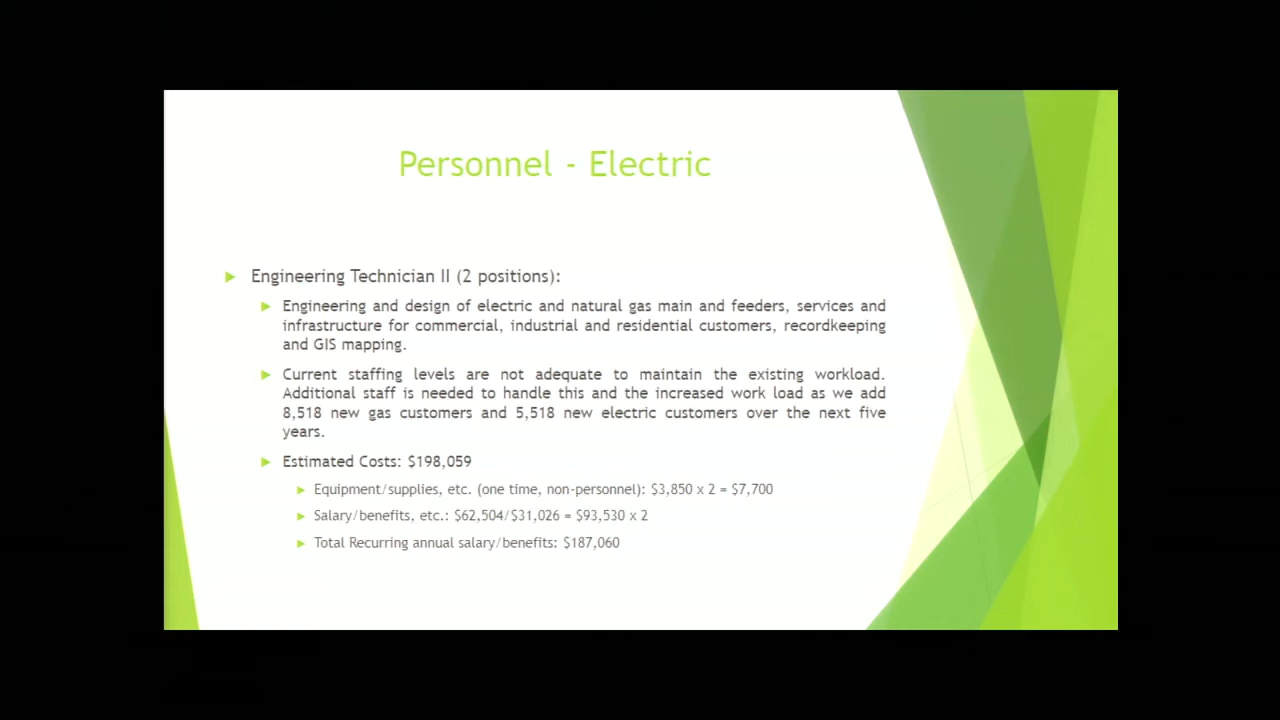 Personnel - Electric
Engineering Technician II (2 positions):
Engineering and design of electric and natural gas main and feeders, services and
infrastructure for commercial, industrial and residential customers, recordkeeping
and GIS mapping.
Current staffing levels are not adequate to maintain the existing workload.
Additional staff is needed to handle this and the increased work load as we add
8,518 new gas customers and 5,518 new electric customers over the next five
years.
Estimated Costs: $198,059
Equipment/supplies, etc. (one time, non-personnel): $3,850 x 2 = $7,700
Salary/benefits, etc.: $62,504/$31,026 = $93,530 x 2
Total Recurring annual salary/benefits: $187,060